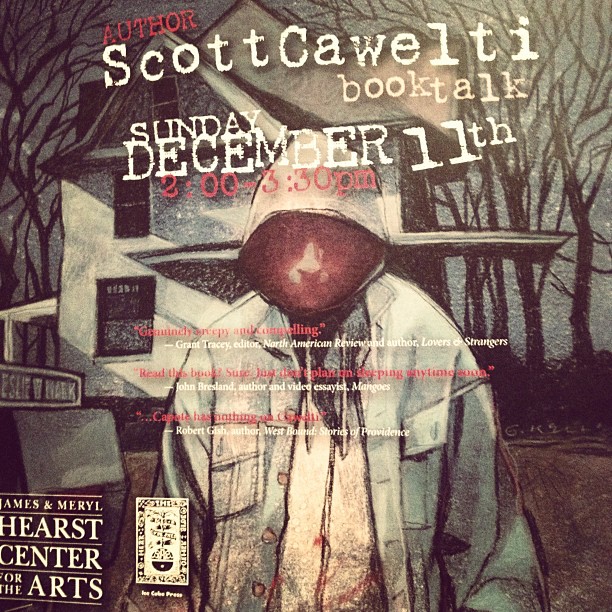 AUTHOR
ScottCawelti
booktalk
SUNDAY
DECEMBER 11th
2:00-3:30pm
"Genuinely creepy and compelling."
— Grant Tracey, editor, North American Review and author, Lovers & Strangers
"Read this book? Sure. Just don't plan on sleeping anytime soon."
— John Bresland, author and video essayist, Mangoes
"...Capote has nothing on Cawelti."
— Robert Gish, author, West Bound: Stories of Providence
JAMES & MERYL
HEARST
CENTER
FOR THE ARTS
Ice Cube Press